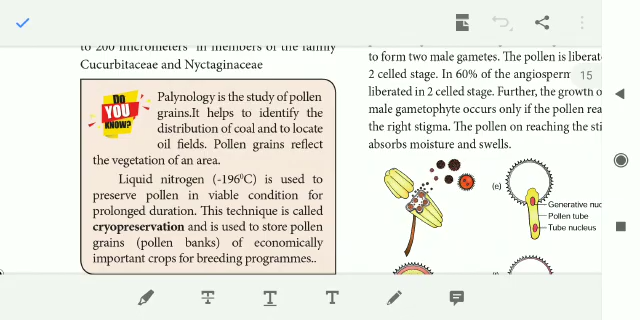 to 200 micrometers in members of the family
Cucurbitaceae and Nyctaginaceae
DO
YOU
KNOW?
Palynology is the study of pollen
grains.It helps to identify the
distribution of coal and to locate
oil fields. Pollen grains reflect
the vegetation of an area.
Liquid nitrogen (-196⁰C) is used to
preserve pollen in viable condition for
prolonged duration. This technique is called
cryopreservation and is used to store pollen
grains (pollen banks) of economically
important crops for breeding programmes..
to form two male gametes. The pollen is
2 celled stage. In 60% of the
15
liberated in 2 celled stage. Further, the growth
male gametophyte occurs only if the pollen
the right stigma. The pollen on reaching the
absorbs moisture and swells.
(e)
Generative
Pollen tube
Tube nucleus
(f)